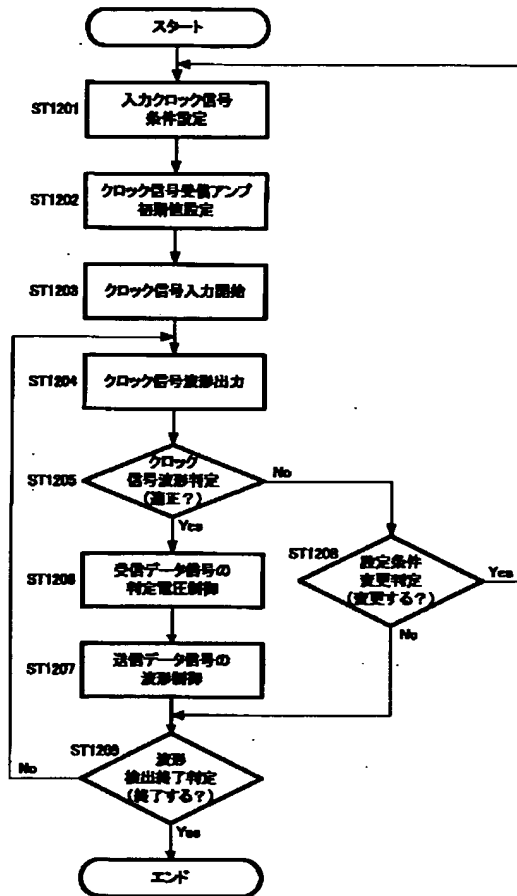 スタート
ST1201
入力クロック信号
条件設定
ST1202
クロック信号受信アンプ
初期値設定
ST1203
クロック信号入力開始
ST1204
クロック信号波形出力
ST1205
クロック
信号波形判定
(適正?)
No
Yes
ST1206
受信データ信号の
判定電圧制御
ST1208
設定条件
変更判定
(変更する?)
Yes
No
ST1207
送信データ信号の
波形制御
ST1209
波形
検出終了判定
(終了する?)
No
Yes
エンド